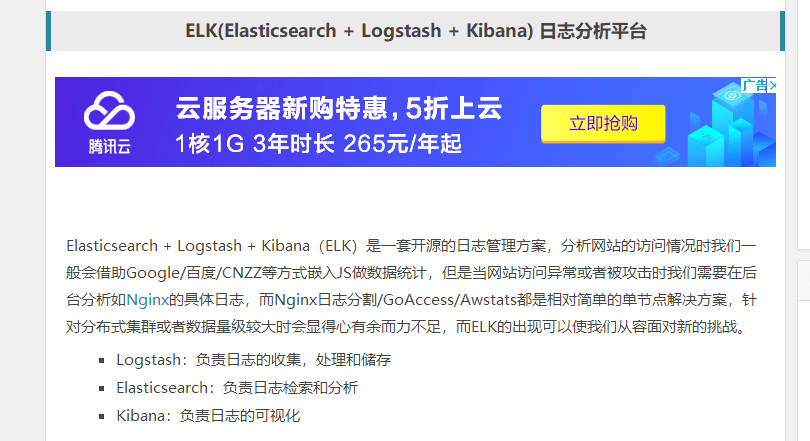 ELK(Elasticsearch + Logstash + Kibana) 日志分析平台
广告
云服务器新购特惠,5折上云
腾讯云
1核1G 3年时长 265元/年起
立即抢购
Elasticsearch + Logstash + Kibana（ELK）是一套开源的日志管理方案，分析网站的访问情况时我们一
般会借助Google/百度/CNZZ等方式嵌入JS做数据统计，但是当网站访问异常或者被攻击时我们需要在后
台分析如Nginx的具体日志，而Nginx日志分割/GoAccess/Awstats都是相对简单的单节点解决方案，针
对分布式集群或者数据量级较大时会显得心有余而力不足，而ELK的出现可以使我们从容面对新的挑战。
Logstash：负责日志的收集，处理和储存
Elasticsearch：负责日志检索和分析
Kibana：负责日志的可视化